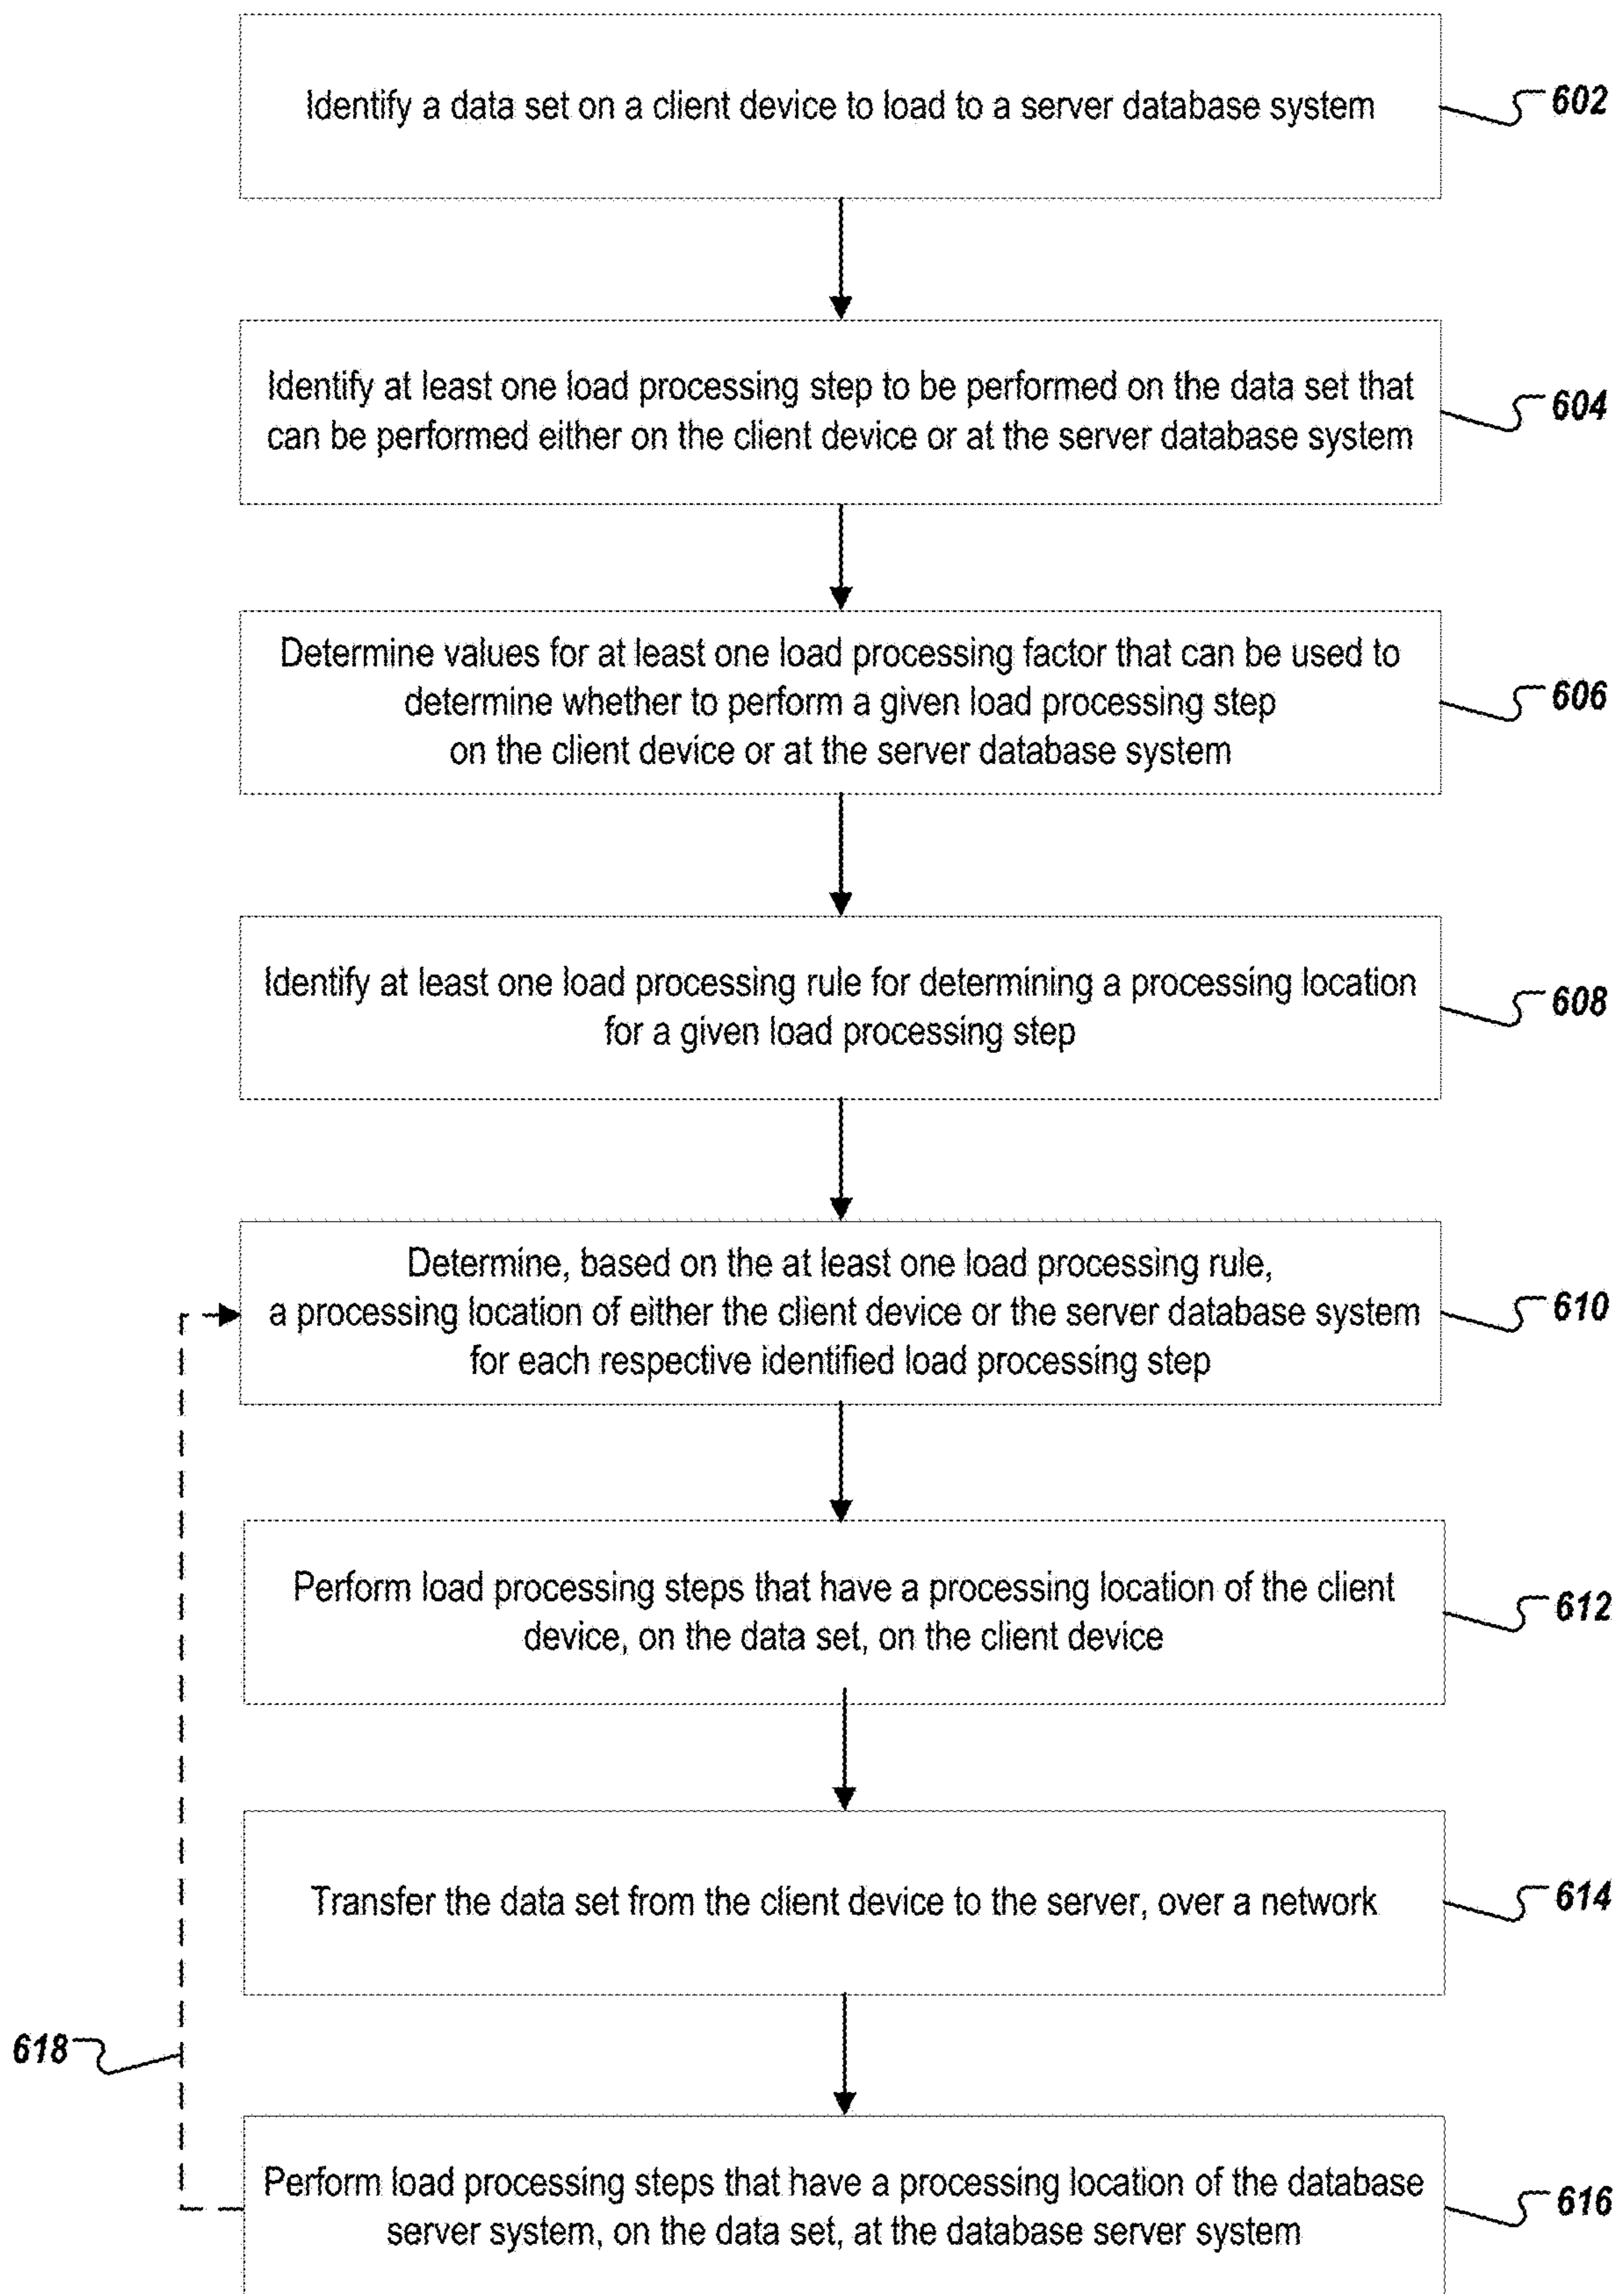 Identify a data set on a client device to load to a server database system
602
Identify at least one load processing step to be performed on the data set that
can be performed either on the client device or at the server database system
604
Determine values for at least one load processing factor that can be used to
determine whether to perform a given load processing step
on the client device or at the server database system
606
Identify at least one load processing rule for determining a processing location
for a given load processing step
608
Determine, based on the at least one load processing rule,
a processing location of either the client device or the server database system
for each respective identified load processing step
610
Perform load processing steps that have a processing location of the client
device, on the data set, on the client device
612
Transfer the data set from the client device to the server, over a network
614
618
Perform load processing steps that have a processing location of the database
server system, on the data set, at the database server system
616